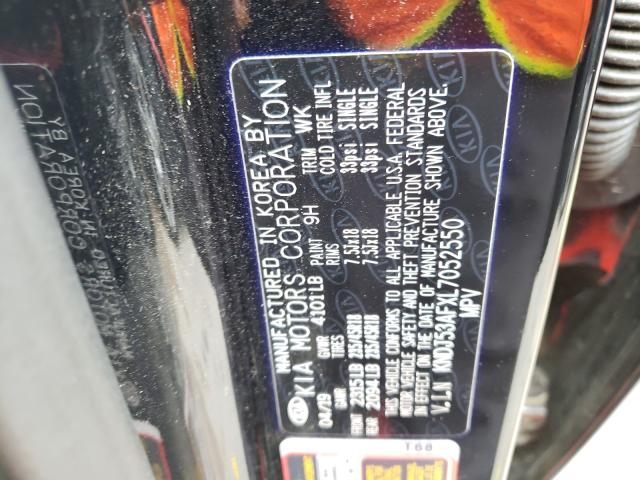 MANUFACTURED IN KOREA BY
KIA MOTORS CORPORATION
04/19 GVWR 4101LB PAINT 9H TRIM WK
GAWR TIRES RIMS COLD TIRE INFL
FRONT 2315LB 235/45R18 7.5Jx18 33psi SINGLE
REAR 2094LB 235/45R18 7.5Jx18 33psi SINGLE
THIS VEHICLE CONFORMS TO ALL APPLICABLE U.S.A. FEDERAL
MOTOR VEHICLE SAFETY AND THEFT PREVENTION STANDARDS
IN EFFECT ON THE DATE OF MANUFACTURE SHOWN ABOVE.
V.I.N KNDJ53AFXL7052550
MPV
T68